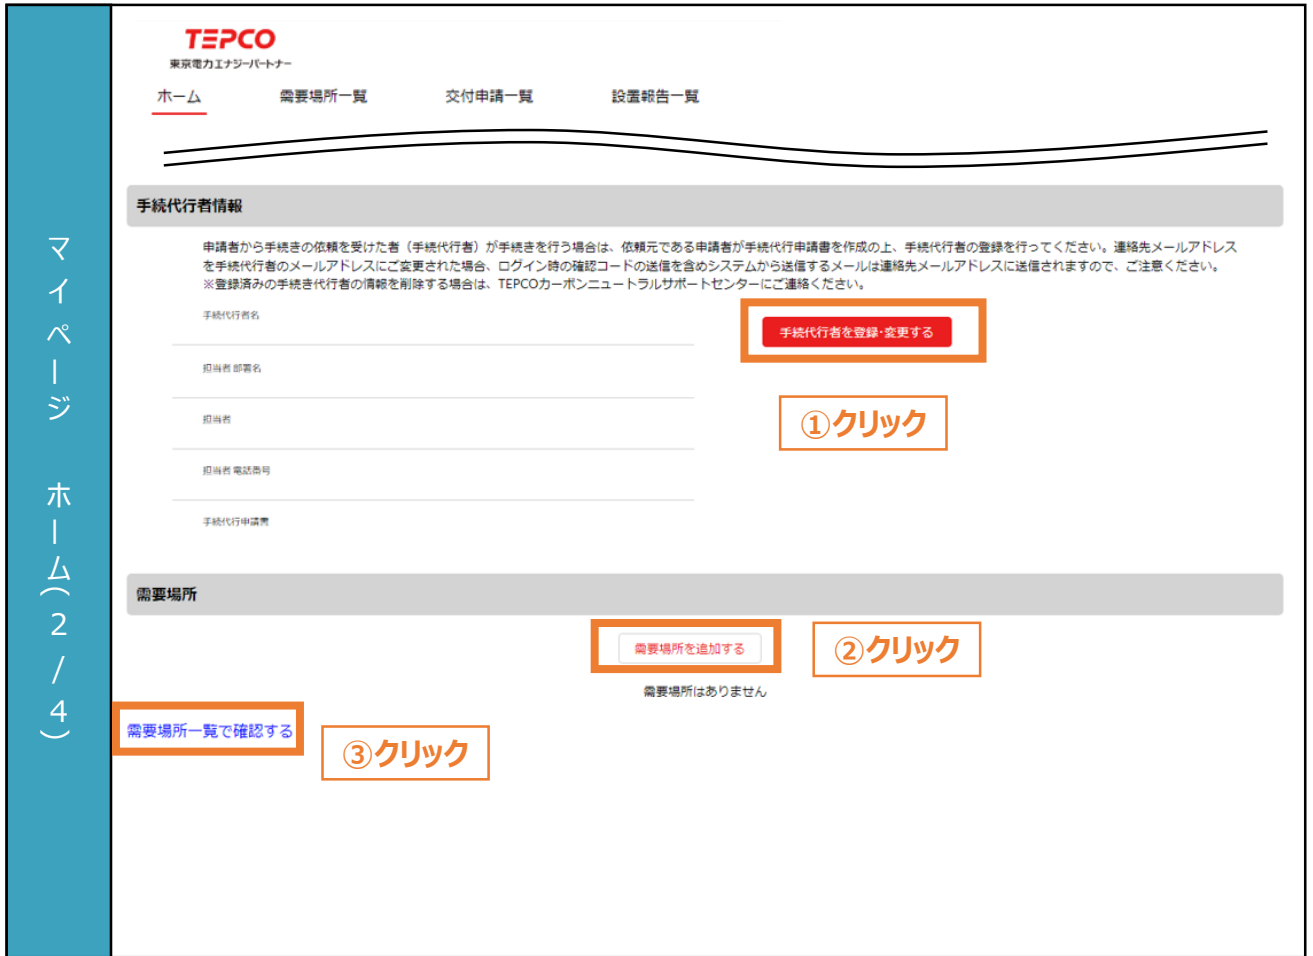 マイページ ホーム(2/4)
TEPCO
東京電力エナジーパートナー
ホーム 需要場所一覧 交付申請一覧 設置報告一覧
手続代行者情報
申請者から手続きの依頼を受けた者（手続代行者）が手続きを行う場合は、依頼元である申請者が手続代行申請書を作成の上、手続代行者の登録を行ってください。連絡先メールアドレス
を手続代行者のメールアドレスにご変更された場合、ログイン時の確認コードの送信を含めシステムから送信するメールは連絡先メールアドレスに送信されますので、ご注意ください。
※登録済みの手続き代行者の情報を削除する場合は、TEPCOカーボンニュートラルサポートセンターにご連絡ください。
手続代行者名
手続代行者を登録・変更する
担当者部署名
①クリック
担当者
担当者電話番号
手続代行申請書
需要場所
需要場所を追加する
②クリック
需要場所はありません
需要場所一覧で確認する
③クリック